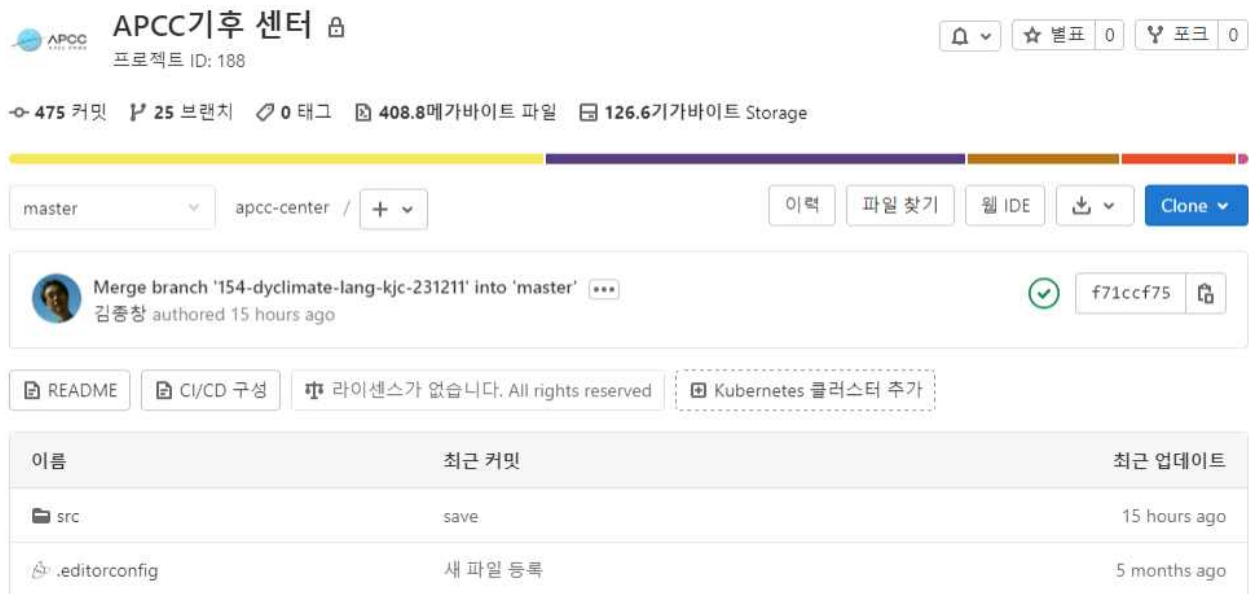 APCC
APCC기후 센터
프로젝트 ID: 188
별표 0
포크 0
475 커밋 25 브랜치 0 태그 408.8메가바이트 파일 126.6기가바이트 Storage
master apcc-center / + 이력 파일 찾기 웹 IDE Clone
Merge branch '154-dyclimate-lang-kjc-231211' into 'master'
김종창 authored 15 hours ago
f71ccf75
README CI/CD 구성 라이센스가 없습니다. All rights reserved Kubernetes 클러스터 추가
이름 최근 커밋 최근 업데이트
src save 15 hours ago
.editorconfig 새 파일 등록 5 months ago